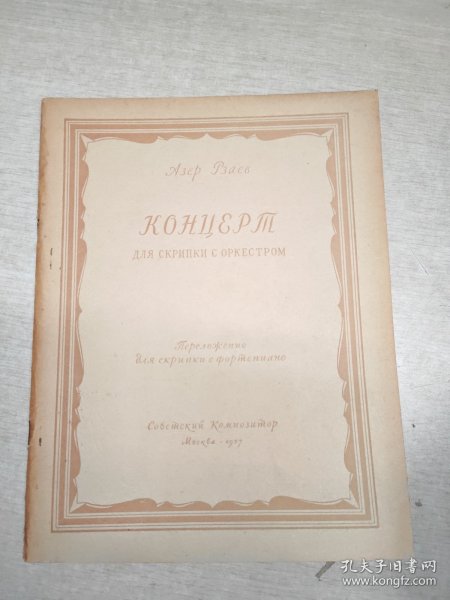 Азер Рзаев
КОНЦЕРТ
ДЛЯ СКРИПКИ С ОРКЕСТРОМ
Переложение
для скрипки с фортепиано
Советский Композитор
Москва - 1957
孔夫子旧书网
www.kongfz.com